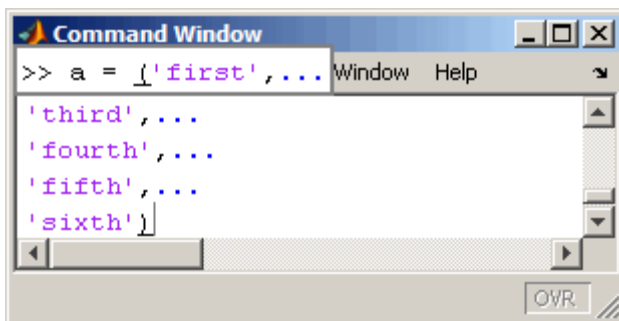 Command Window
>> a = ('first',... Window Help
'third',...
'fourth',...
'fifth',...
'sixth')
OVR